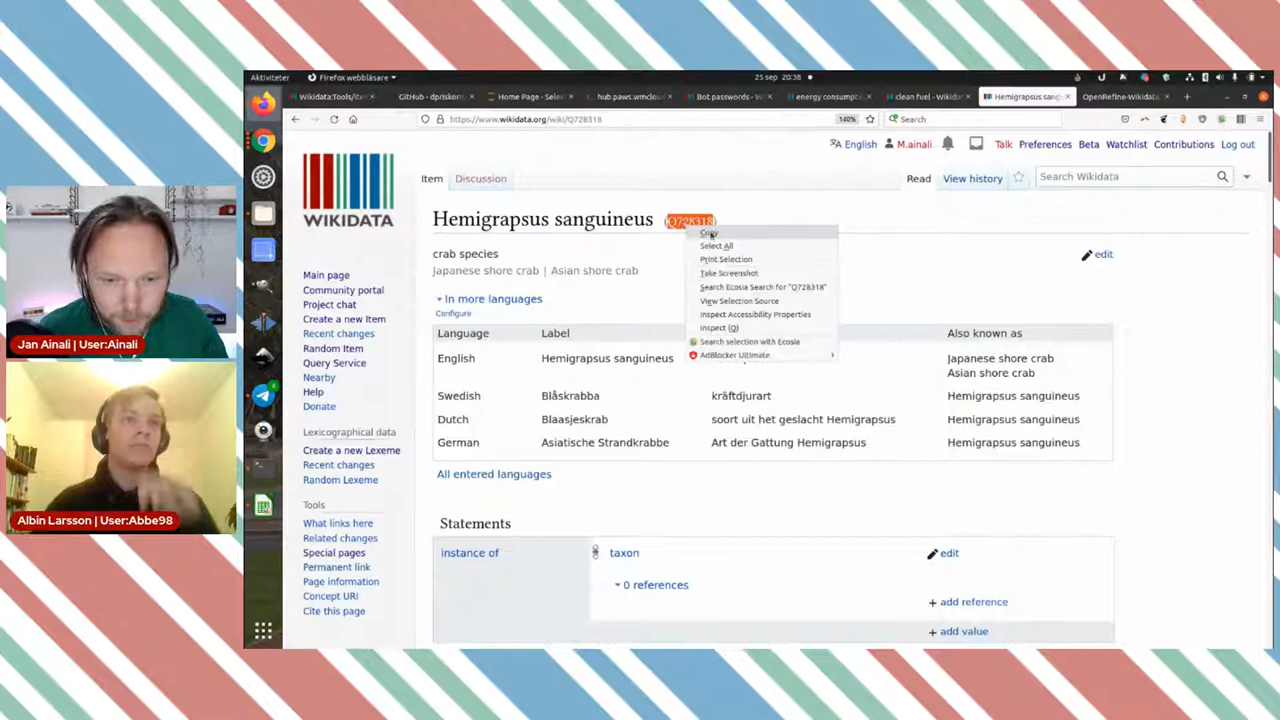 Aktiviteter
Firefox webbläsare
25 sep 20:38
Wikidata:Tools/
GitHub - dpriskorn
Home Page - Sele
hub.paws.wmcloud
Bot passwords - W
energy consumpti
clean fuel - Wikidat
Hemigrapsus sang
OpenRefine-Wikidata
https://www.wikidata.org/wiki/Q728318
140%
Search
English
M.ainali
Talk
Preferences
Beta
Watchlist
Contributions
Log out
Item
Discussion
Read
View history
Search Wikidata
WIKIDATA
Hemigrapsus sanguineus (Q728318)
crab species
edit
Japanese shore crab | Asian shore crab
In more languages
Configure
Language
Label
Also known as
English
Hemigrapsus sanguineus
Japanese shore crab
Asian shore crab
Swedish
Blåskrabba
kräftdjurart
Hemigrapsus sanguineus
Dutch
Blaasjeskrab
soort uit het geslacht Hemigrapsus
Hemigrapsus sanguineus
German
Asiatische Strandkrabbe
Art der Gattung Hemigrapsus
Hemigrapsus sanguineus
All entered languages
Statements
instance of
taxon
edit
0 references
+ add reference
+ add value
Copy
Select All
Print Selection
Take Screenshot
Search Ecosia Search for "Q728318"
View Selection Source
Inspect Accessibility Properties
Inspect (Q)
Search selection with Ecosia
AdBlocker Ultimate
Main page
Community portal
Project chat
Create a new Item
Recent changes
Random Item
Query Service
Nearby
Help
Donate
Lexicographical data
Create a new Lexeme
Recent changes
Random Lexeme
Tools
What links here
Related changes
Special pages
Permanent link
Page information
Concept URI
Cite this page
Jan Ainali | User:Ainali
Albin Larsson | User:Abbe98